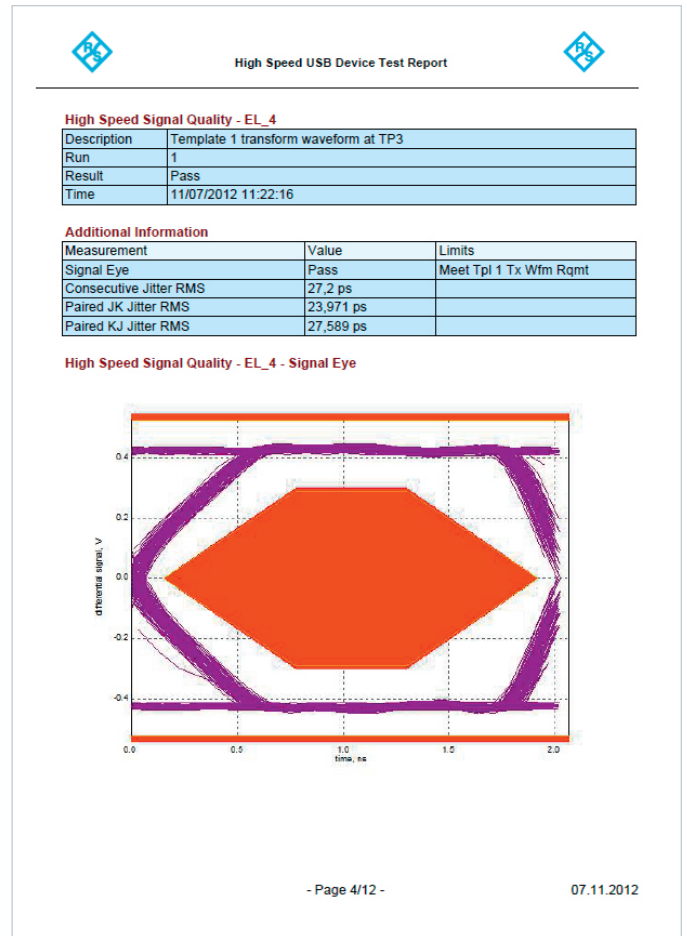 R S
High Speed USB Device Test Report
R S
High Speed Signal Quality - EL_4
Description Template 1 transform waveform at TP3
Run 1
Result Pass
Time 11/07/2012 11:22:16
Additional Information
Measurement Value Limits
Signal Eye Pass Meet Tpl 1 Tx Wfm Rqmt
Consecutive Jitter RMS 27,2 ps
Paired JK Jitter RMS 23,971 ps
Paired KJ Jitter RMS 27,589 ps
High Speed Signal Quality - EL_4 - Signal Eye
0.4
0.2
0.0
-0.2
-0.4
differential signal, V
0.0 0.5 1.0 1.5 2.0
time, ns
- Page 4/12 - 07.11.2012